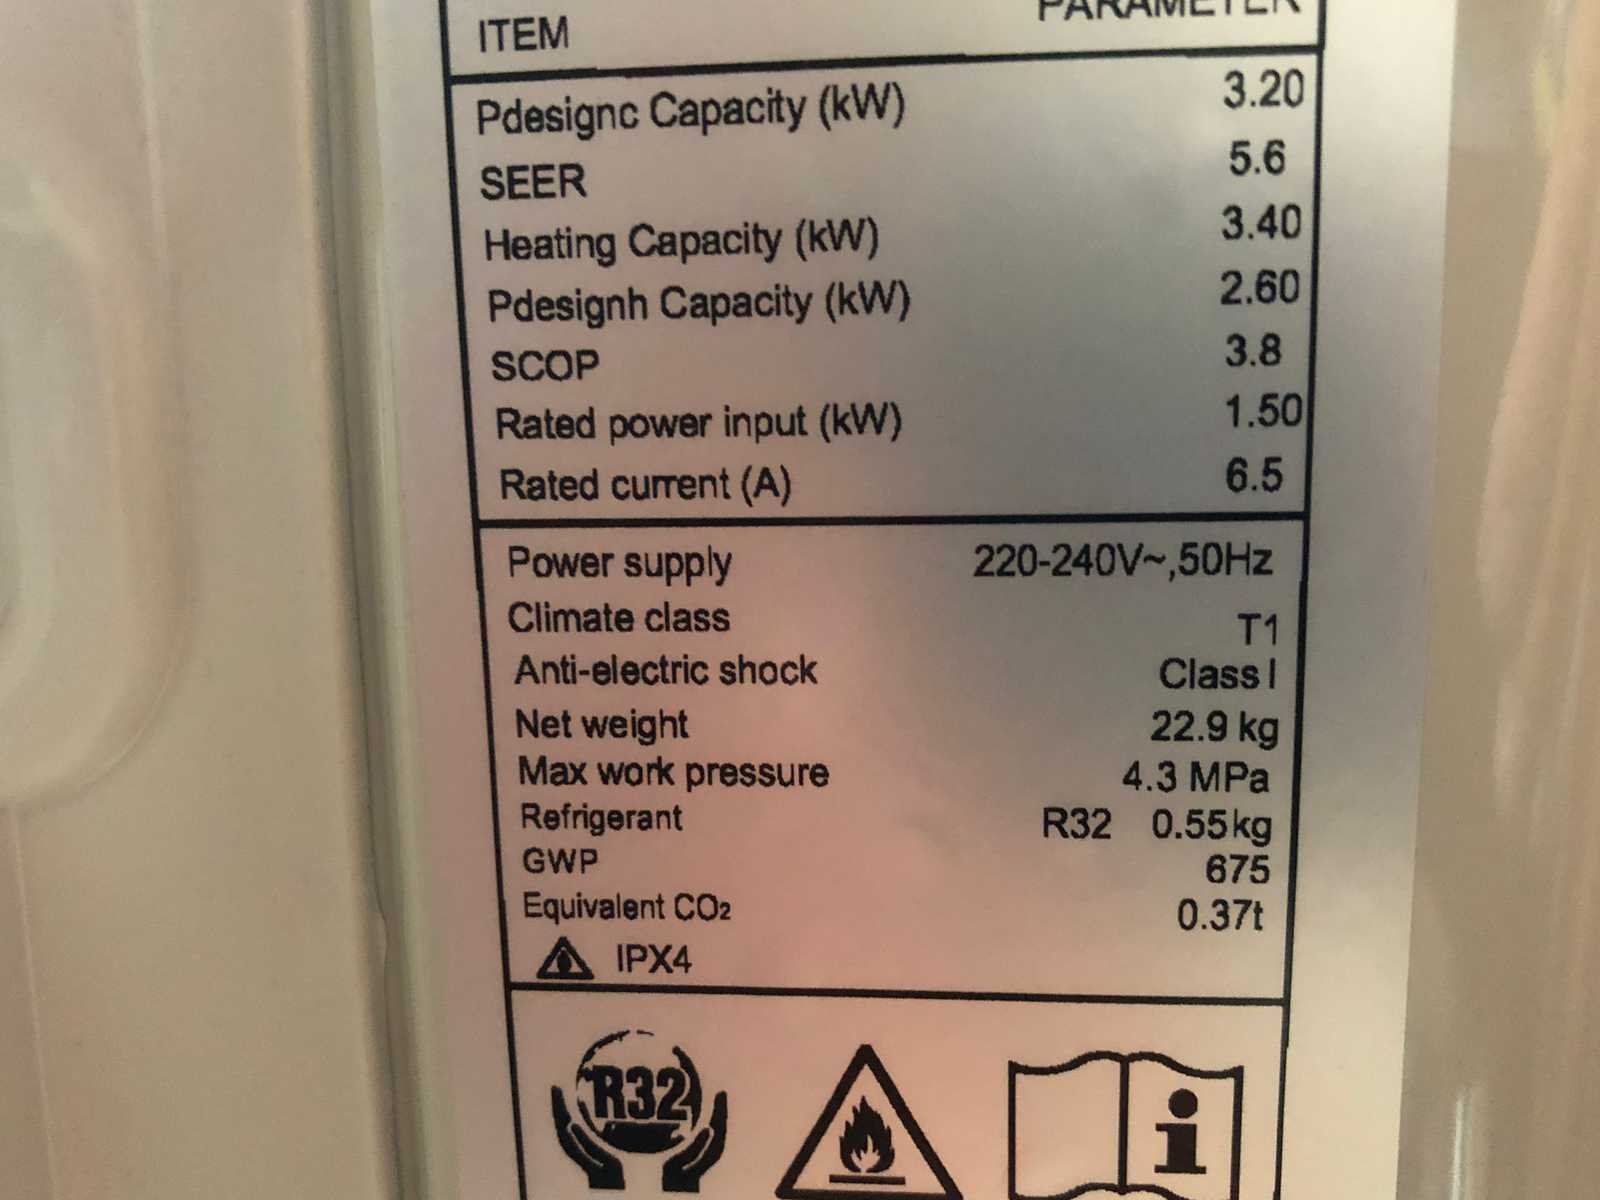 ITEM PARAMETER
Pdesignc Capacity (kW) 3.20
SEER 5.6
Heating Capacity (kW) 3.40
Pdesignh Capacity (kW) 2.60
SCOP 3.8
Rated power input (kW) 1.50
Rated current (A) 6.5
Power supply 220-240V~,50Hz
Climate class T1
Anti-electric shock Class I
Net weight 22.9 kg
Max work pressure 4.3 MPa
Refrigerant R32 0.55kg
GWP 675
Equivalent CO₂ 0.37t
IPX4
R32